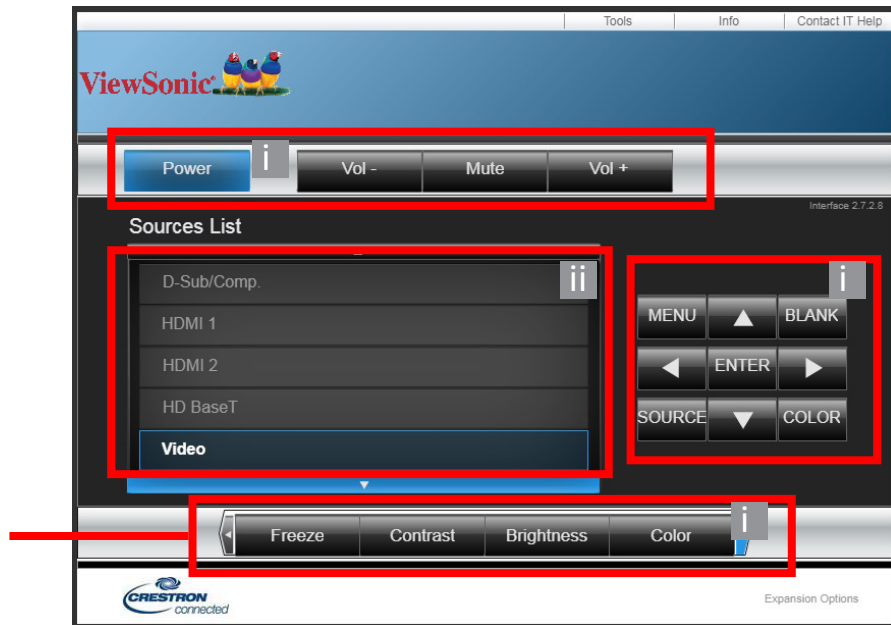 Tools Info Contact IT Help
ViewSonic
i
Power Vol - Mute Vol +
Interface 2.7.2.8
Sources List
ii
i
D-Sub/Comp.
HDMI 1
HDMI 2
HD BaseT
Video
MENU BLANK
ENTER
SOURCE COLOR
i
Freeze Contrast Brightness Color
CRESTRON
connected
Expansion Options